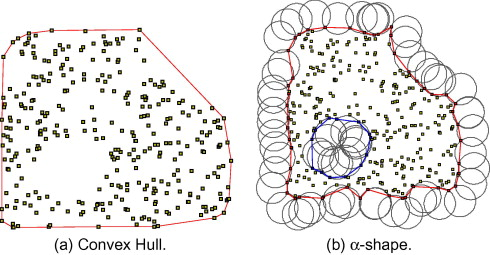 (a) Convex Hull.
(b) α-shape.